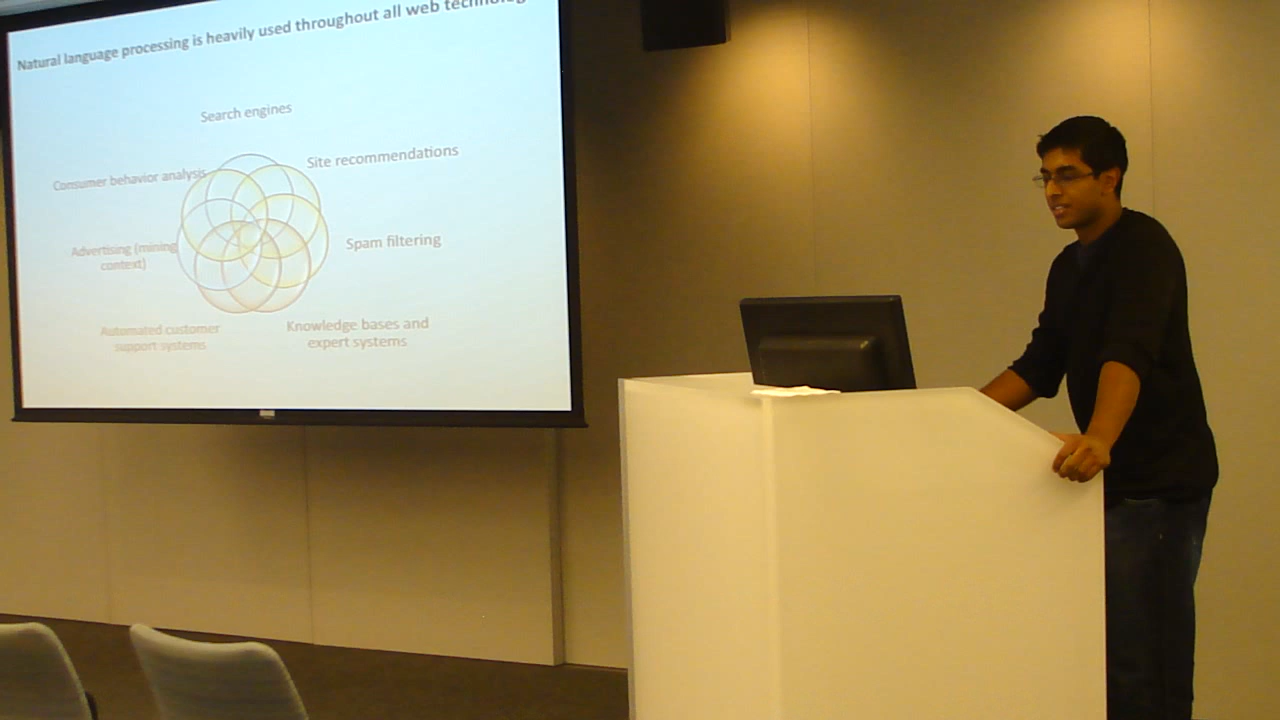 Natural language processing is heavily used throughout all web
Search engines
Site recommendations
Consumer behavior analysis
Advertising (mining
context)
Spam filtering
Automated customer
support systems
Knowledge bases and
expert systems